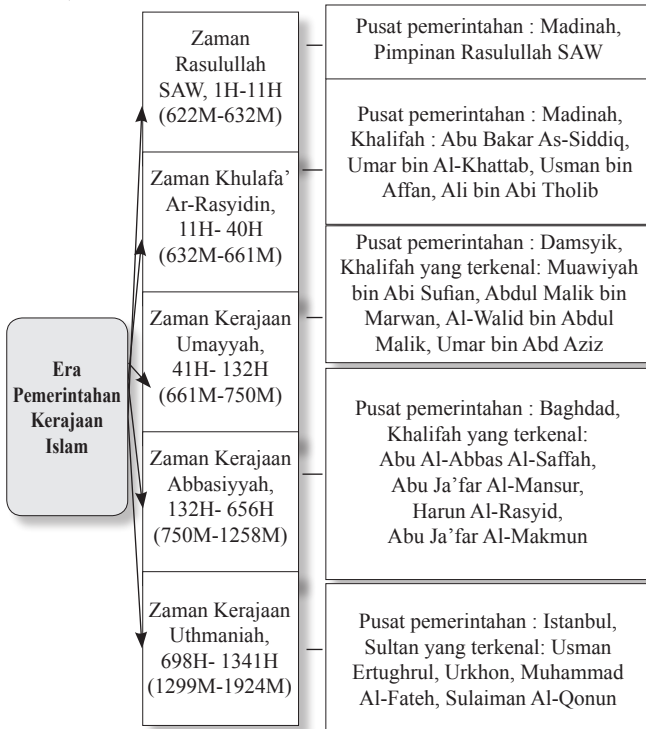 Era
Pemerintahan
Kerajaan
Islam
Zaman
Rasulullah
SAW, 1H-11H
(622M-632M)
Pusat pemerintahan : Madinah,
Pimpinan Rasulullah SAW
Zaman Khulafa’
Ar-Rasyidin,
11H- 40H
(632M-661M)
Pusat pemerintahan : Madinah,
Khalifah : Abu Bakar As-Siddiq,
Umar bin Al-Khattab, Usman bin
Affan, Ali bin Abi Tholib
Zaman Kerajaan
Umayyah,
41H- 132H
(661M-750M)
Pusat pemerintahan : Damsyik,
Khalifah yang terkenal: Muawiyah
bin Abi Sufian, Abdul Malik bin
Marwan, Al-Walid bin Abdul
Malik, Umar bin Abd Aziz
Zaman Kerajaan
Abbasiyyah,
132H- 656H
(750M-1258M)
Pusat pemerintahan : Baghdad,
Khalifah yang terkenal:
Abu Al-Abbas Al-Saffah,
Abu Ja’far Al-Mansur,
Harun Al-Rasyid,
Abu Ja’far Al-Makmun
Zaman Kerajaan
Uthmaniah,
698H- 1341H
(1299M-1924M)
Pusat pemerintahan : Istanbul,
Sultan yang terkenal: Usman
Ertughrul, Urkhon, Muhammad
Al-Fateh, Sulaiman Al-Qonun